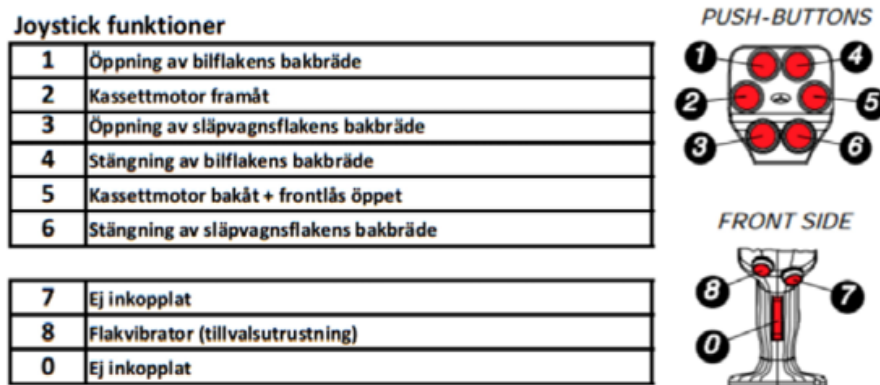 Joystick funktioner
1 Öppning av bilflakens bakbräde
2 Kassettmotor framåt
3 Öppning av släpvagnsflakens bakbräde
4 Stängning av bilflakens bakbräde
5 Kassettmotor bakåt + frontlås öppet
6 Stängning av släpvagnsflakens bakbräde
7 Ej inkopplat
8 Flakvibrator (tillvalsutrustning)
0 Ej inkopplat
PUSH-BUTTONS
1 4
2 5
3 6
FRONT SIDE
8 7
0